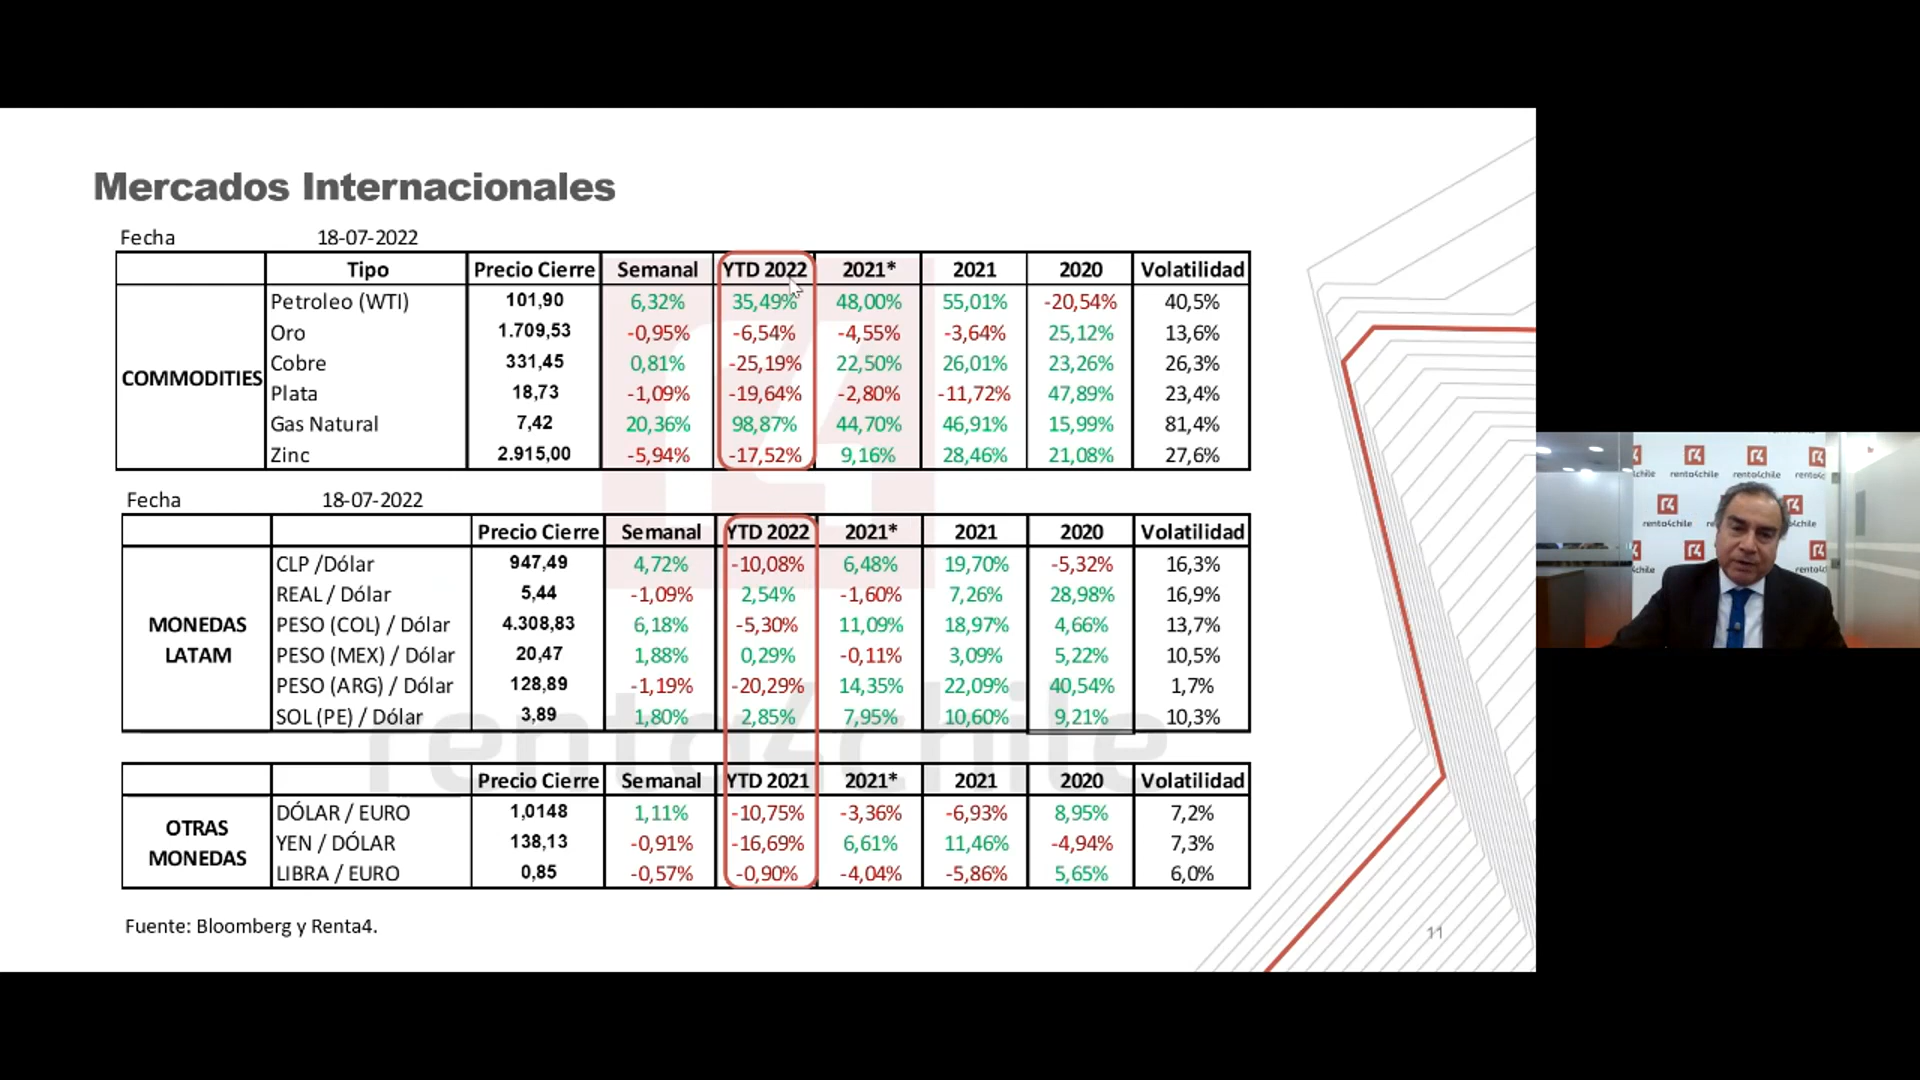 Mercados Internacionales
Fecha 18-07-2022
Tipo Precio Cierre Semanal YTD 2022 2021* 2021 2020 Volatilidad
COMMODITIES
Petroleo (WTI) 101,90 6,32% 35,49% 48,00% 55,01% -20,54% 40,5%
Oro 1.709,53 -0,95% -6,54% -4,55% -3,64% 25,12% 13,6%
Cobre 331,45 0,81% -25,19% 22,50% 26,01% 23,26% 26,3%
Plata 18,73 -1,09% -19,64% -2,80% -11,72% 47,89% 23,4%
Gas Natural 7,42 20,36% 98,87% 44,70% 46,91% 15,99% 81,4%
Zinc 2.915,00 -5,94% -17,52% 9,16% 28,46% 21,08% 27,6%
Fecha 18-07-2022
Precio Cierre Semanal YTD 2022 2021* 2021 2020 Volatilidad
MONEDAS
LATAM
CLP /Dólar 947,49 4,72% -10,08% 6,48% 19,70% -5,32% 16,3%
REAL / Dólar 5,44 -1,09% 2,54% -1,60% 7,26% 28,98% 16,9%
PESO (COL) / Dólar 4.308,83 6,18% -5,30% 11,09% 18,97% 4,66% 13,7%
PESO (MEX) / Dólar 20,47 1,88% 0,29% -0,11% 3,09% 5,22% 10,5%
PESO (ARG) / Dólar 128,89 -1,19% -20,29% 14,35% 22,09% 40,54% 1,7%
SOL (PE) / Dólar 3,89 1,80% 2,85% 7,95% 10,60% 9,21% 10,3%
renta4chile
Precio Cierre Semanal YTD 2021 2021* 2021 2020 Volatilidad
OTRAS
MONEDAS
DÓLAR / EURO 1,0148 1,11% -10,75% -3,36% -6,93% 8,95% 7,2%
YEN / DÓLAR 138,13 -0,91% -16,69% 6,61% 11,46% -4,94% 7,3%
LIBRA / EURO 0,85 -0,57% -0,90% -4,04% -5,86% 5,65% 6,0%
Fuente: Bloomberg y Renta4.
11
renta4chile renta4chile
renta4chile